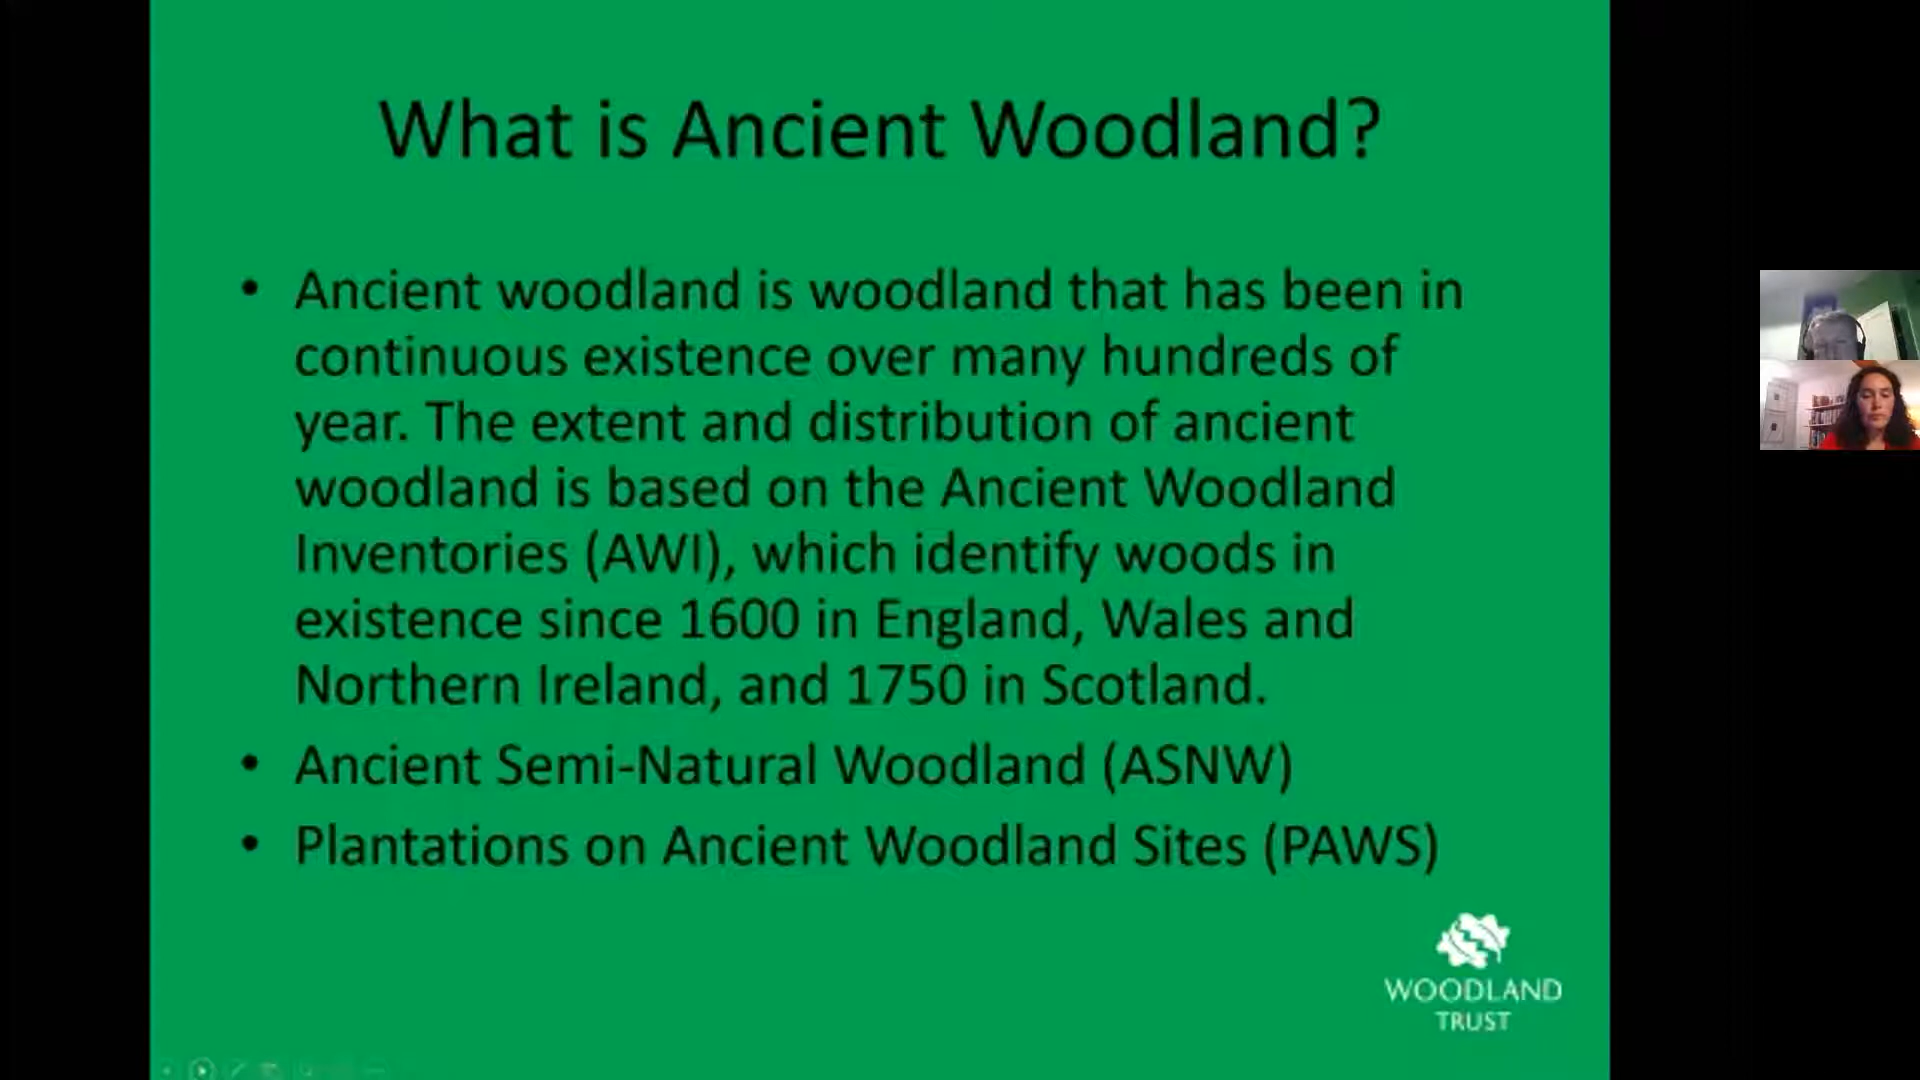 What is Ancient Woodland?
• Ancient woodland is woodland that has been in
continuous existence over many hundreds of
year. The extent and distribution of ancient
woodland is based on the Ancient Woodland
Inventories (AWI), which identify woods in
existence since 1600 in England, Wales and
Northern Ireland, and 1750 in Scotland.
• Ancient Semi-Natural Woodland (ASNW)
• Plantations on Ancient Woodland Sites (PAWS)
WOODLAND
TRUST